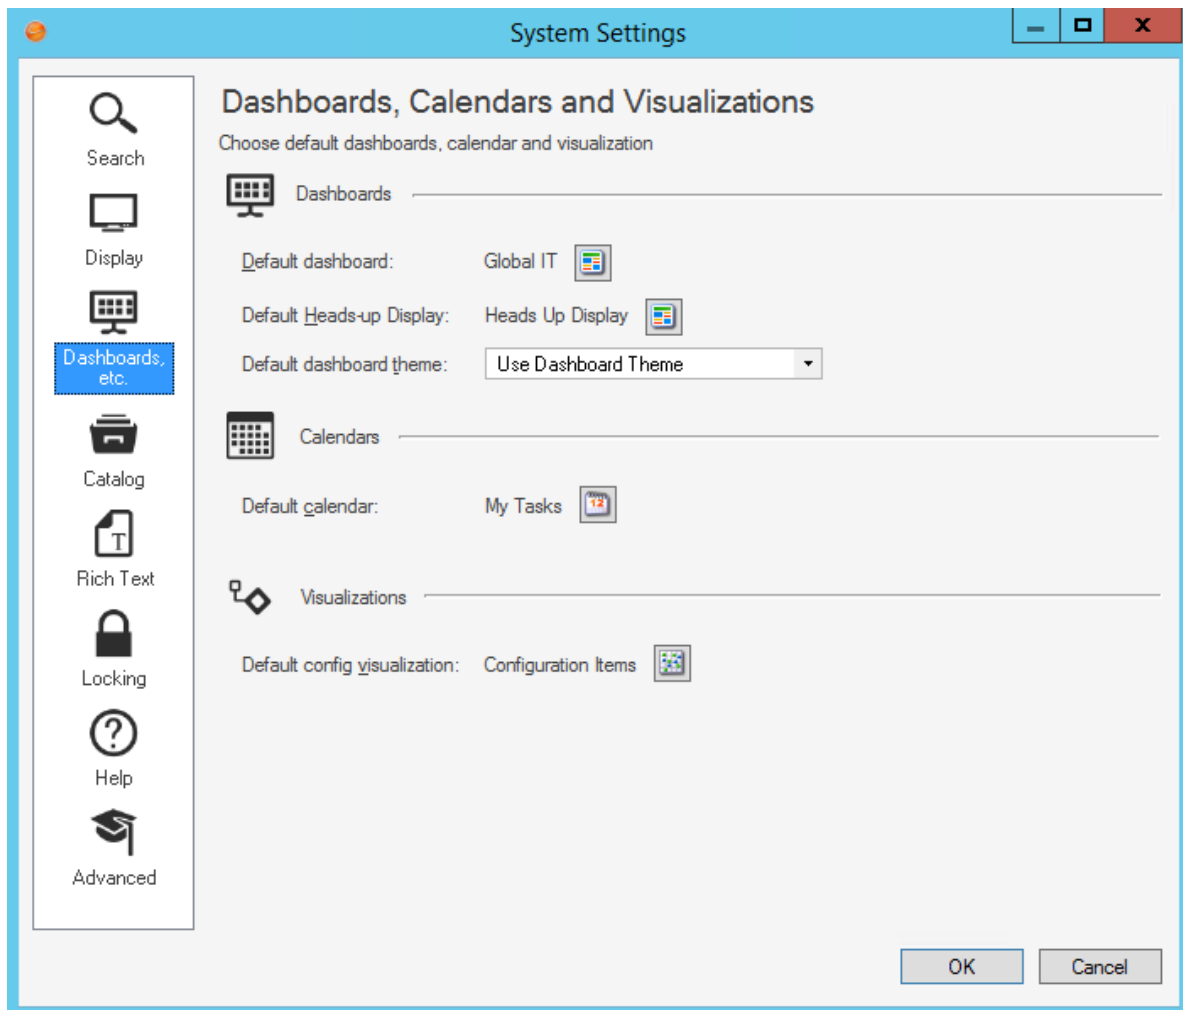 System Settings
Search
Display
Dashboards,
etc.
Catalog
T
Rich Text
Locking
?
Help
Advanced
Dashboards, Calendars and Visualizations
Choose default dashboards, calendar and visualization
Dashboards
Default dashboard: Global IT
Default Heads-up Display: Heads Up Display
Default dashboard theme: Use Dashboard Theme
Calendars
Default calendar: My Tasks 12
Visualizations
Default config visualization: Configuration Items
OK Cancel